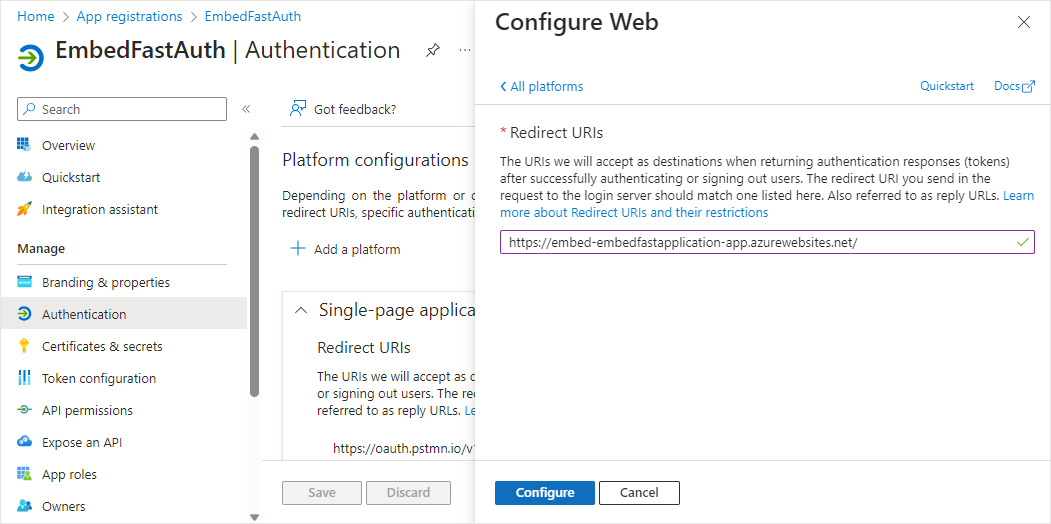 Home > App registrations > EmbedFastAuth
EmbedFastAuth | Authentication
Search
Overview
Quickstart
Integration assistant
Manage
Branding & properties
Authentication
Certificates & secrets
Token configuration
API permissions
Expose an API
App roles
Owners
Got feedback?
Platform configurations
Depending on the platform or
redirect URIs, specific
Add a platform
Single-page
Redirect URIs
The URIs we will accept as
or signing out users. The
referred to as reply URLs.
https://oauth.pstmn.io/v1
Save
Discard
Configure Web
All platforms
Quickstart
Docs
* Redirect URIs
The URIs we will accept as destinations when returning authentication responses (tokens)
after successfully authenticating or signing out users. The redirect URI you send in the
request to the login server should match one listed here. Also referred to as reply URLs. Learn
more about Redirect URIs and their restrictions
https://embed-embedfastapplication-app.azurewebsites.net/
Configure
Cancel